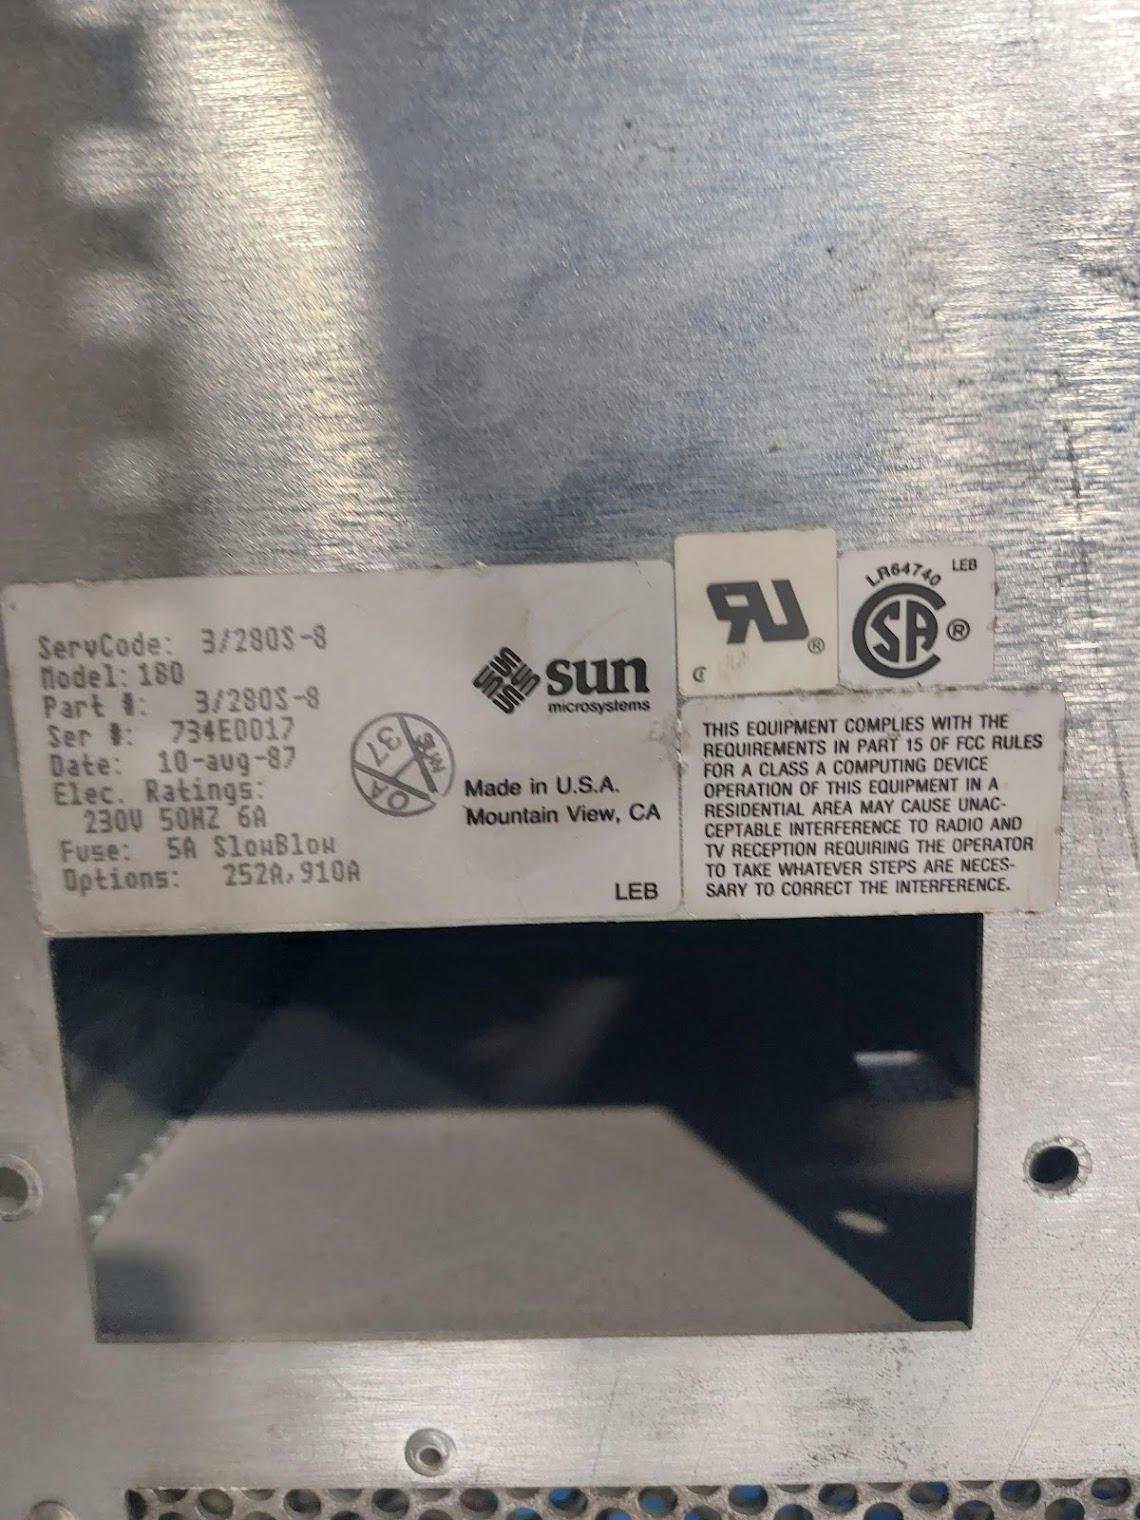 ServCode: 3/280S-8
Model: 180
Part #: 3/280S-8
Ser #: 734E0017
Date: 10-aug-87
Elec. Ratings:
230V 50HZ 6A
Fuse: 5A SlowBlow
Options: 252A,910A
37
QA
sun
microsystems
Made in U.S.A.
Mountain View, CA
LEB
RU ®
LR64740
LEB
SA ®
THIS EQUIPMENT COMPLIES WITH THE
REQUIREMENTS IN PART 15 OF FCC RULES
FOR A CLASS A COMPUTING DEVICE
OPERATION OF THIS EQUIPMENT IN A
RESIDENTIAL AREA MAY CAUSE UNAC-
CEPTABLE INTERFERENCE TO RADIO AND
TV RECEPTION REQUIRING THE OPERATOR
TO TAKE WHATEVER STEPS ARE NECES-
SARY TO CORRECT THE INTERFERENCE.